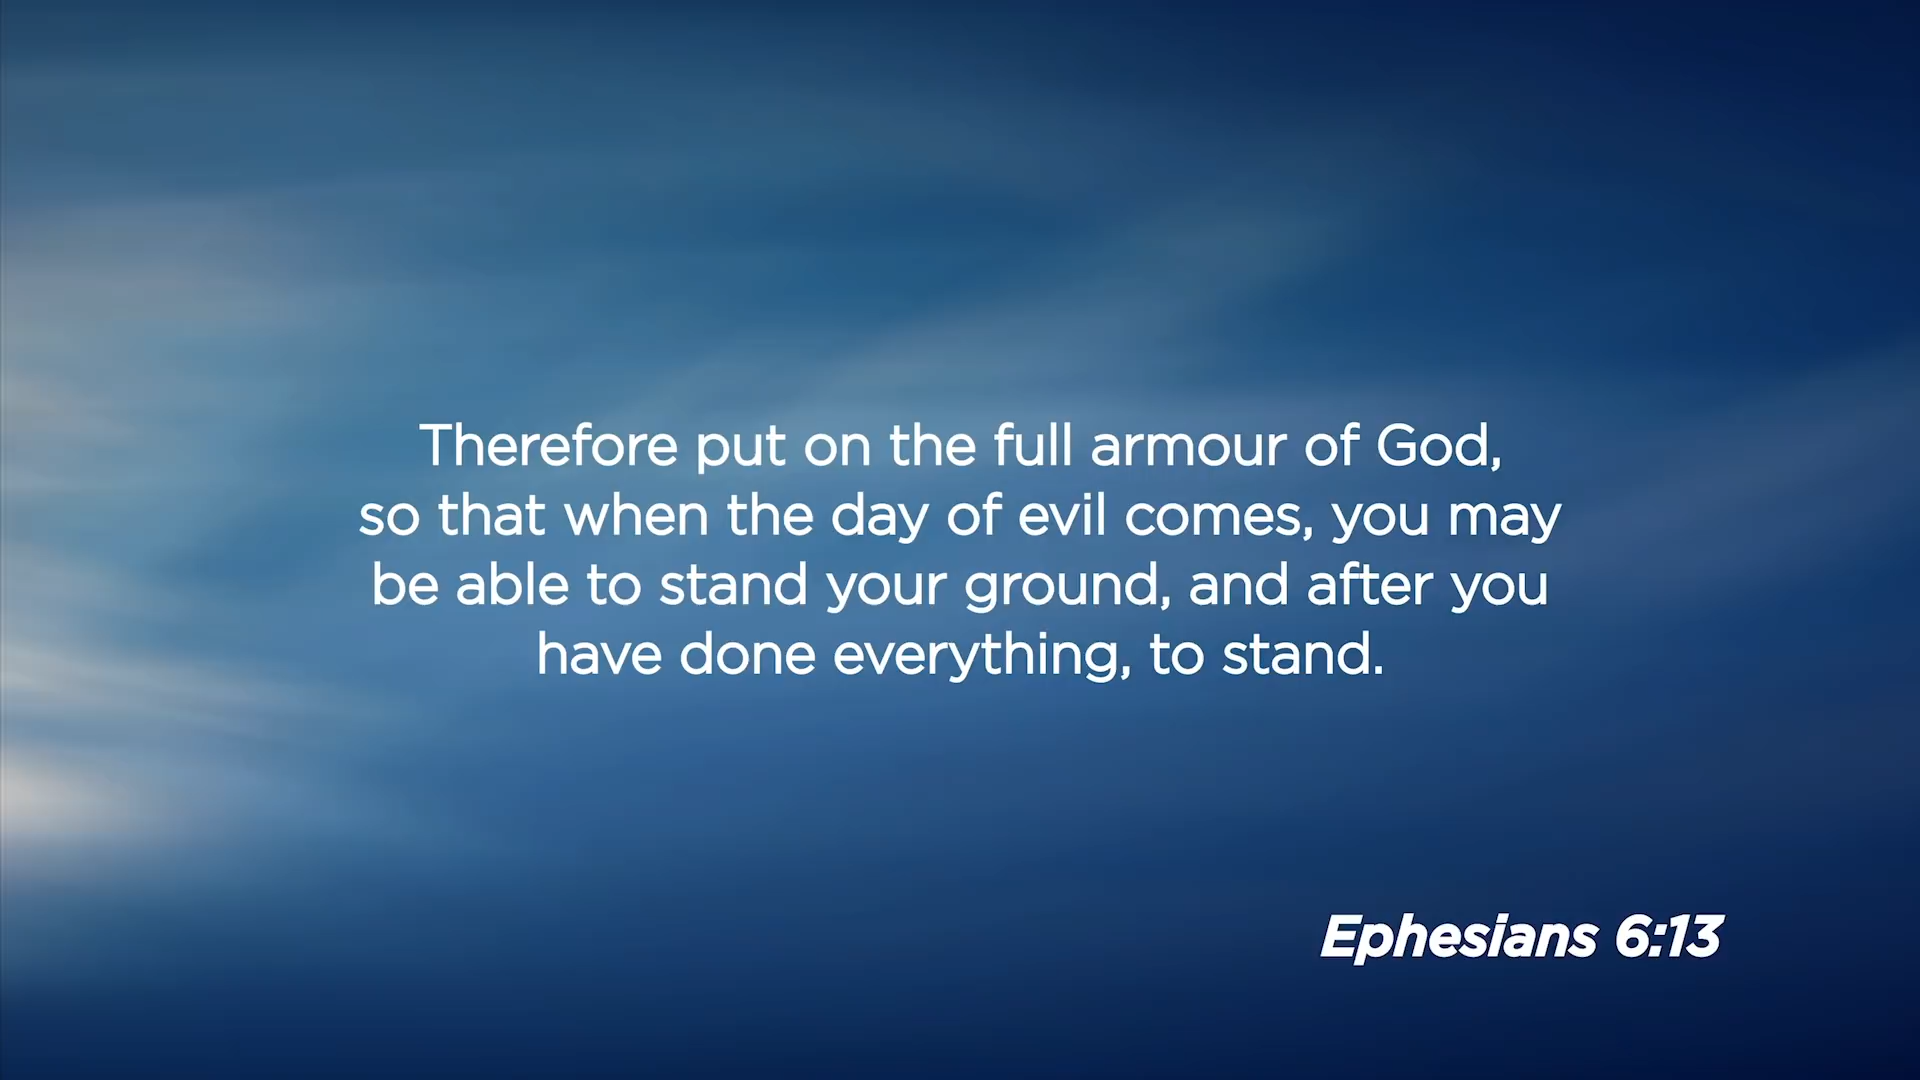 Therefore put on the full armour of God,
so that when the day of evil comes, you may
be able to stand your ground, and after you
have done everything, to stand.
Ephesians 6:13